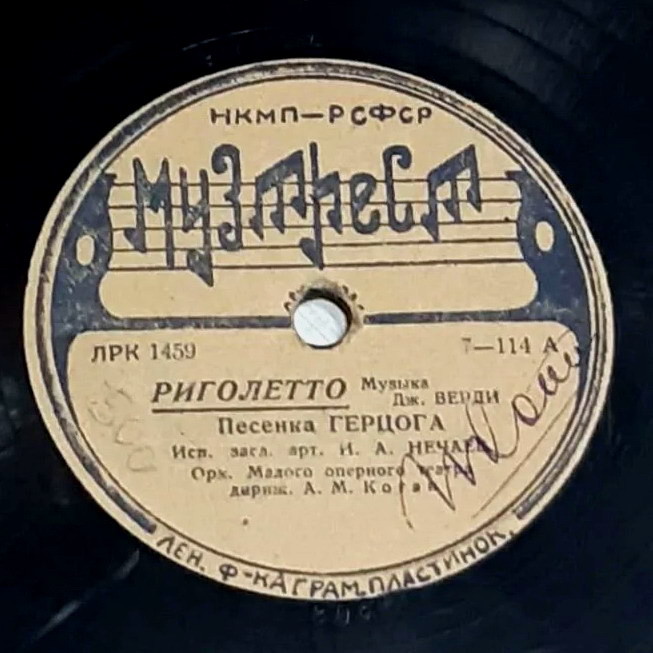 НКМП—РСФСР
Музтрест
ЛРК 1459 7—114 А
РИГОЛЕТТО Музыка
Дж. ВЕРДИ
Песенка ГЕРЦОГА
Исп. засл. арт. И. А. НЕЧАЕВ
Орк. Малого оперного театра
дириж. А. М. Коган
500
ЛЕН. Ф-КА ГРАМ.ПЛАСТИНОК.